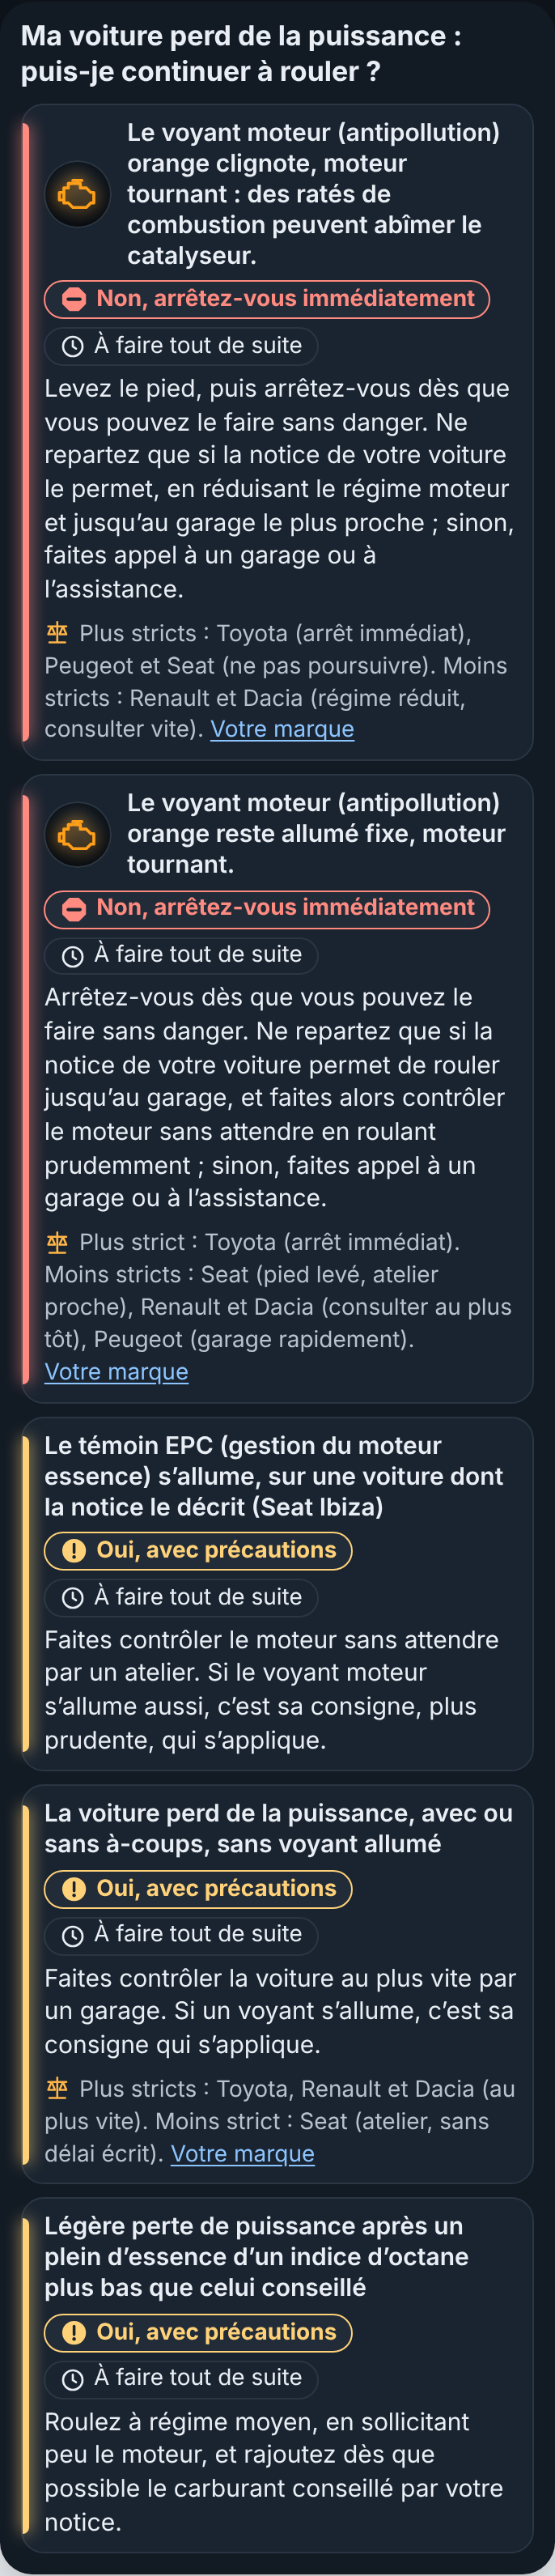 Ma voiture perd de la puissance :
puis-je continuer à rouler ?
Le voyant moteur (antipollution)
orange clignote, moteur
tournant : des ratés de
combustion peuvent abîmer le
catalyseur.
Non, arrêtez-vous immédiatement
À faire tout de suite
Levez le pied, puis arrêtez-vous dès que
vous pouvez le faire sans danger. Ne
repartez que si la notice de votre voiture
le permet, en réduisant le régime moteur
et jusqu’au garage le plus proche ; sinon,
faites appel à un garage ou à
l’assistance.
Plus stricts : Toyota (arrêt immédiat),
Peugeot et Seat (ne pas poursuivre). Moins
stricts : Renault et Dacia (régime réduit,
consulter vite). Votre marque
Le voyant moteur (antipollution)
orange reste allumé fixe, moteur
tournant.
Non, arrêtez-vous immédiatement
À faire tout de suite
Arrêtez-vous dès que vous pouvez le
faire sans danger. Ne repartez que si la
notice de votre voiture permet de rouler
jusqu’au garage, et faites alors contrôler
le moteur sans attendre en roulant
prudemment ; sinon, faites appel à un
garage ou à l’assistance.
Plus strict : Toyota (arrêt immédiat).
Moins stricts : Seat (pied levé, atelier
proche), Renault et Dacia (consulter au plus
tôt), Peugeot (garage rapidement).
Votre marque
Le témoin EPC (gestion du moteur
essence) s’allume, sur une voiture dont
la notice le décrit (Seat Ibiza)
Oui, avec précautions
À faire tout de suite
Faites contrôler le moteur sans attendre
par un atelier. Si le voyant moteur
s’allume aussi, c’est sa consigne, plus
prudente, qui s’applique.
La voiture perd de la puissance, avec ou
sans à-coups, sans voyant allumé
Oui, avec précautions
À faire tout de suite
Faites contrôler la voiture au plus vite par
un garage. Si un voyant s’allume, c’est sa
consigne qui s’applique.
Plus stricts : Toyota, Renault et Dacia (au
plus vite). Moins strict : Seat (atelier, sans
délai écrit). Votre marque
Légère perte de puissance après un
plein d’essence d’un indice d’octane
plus bas que celui conseillé
Oui, avec précautions
À faire tout de suite
Roulez à régime moyen, en sollicitant
peu le moteur, et rajoutez dès que
possible le carburant conseillé par votre
notice.